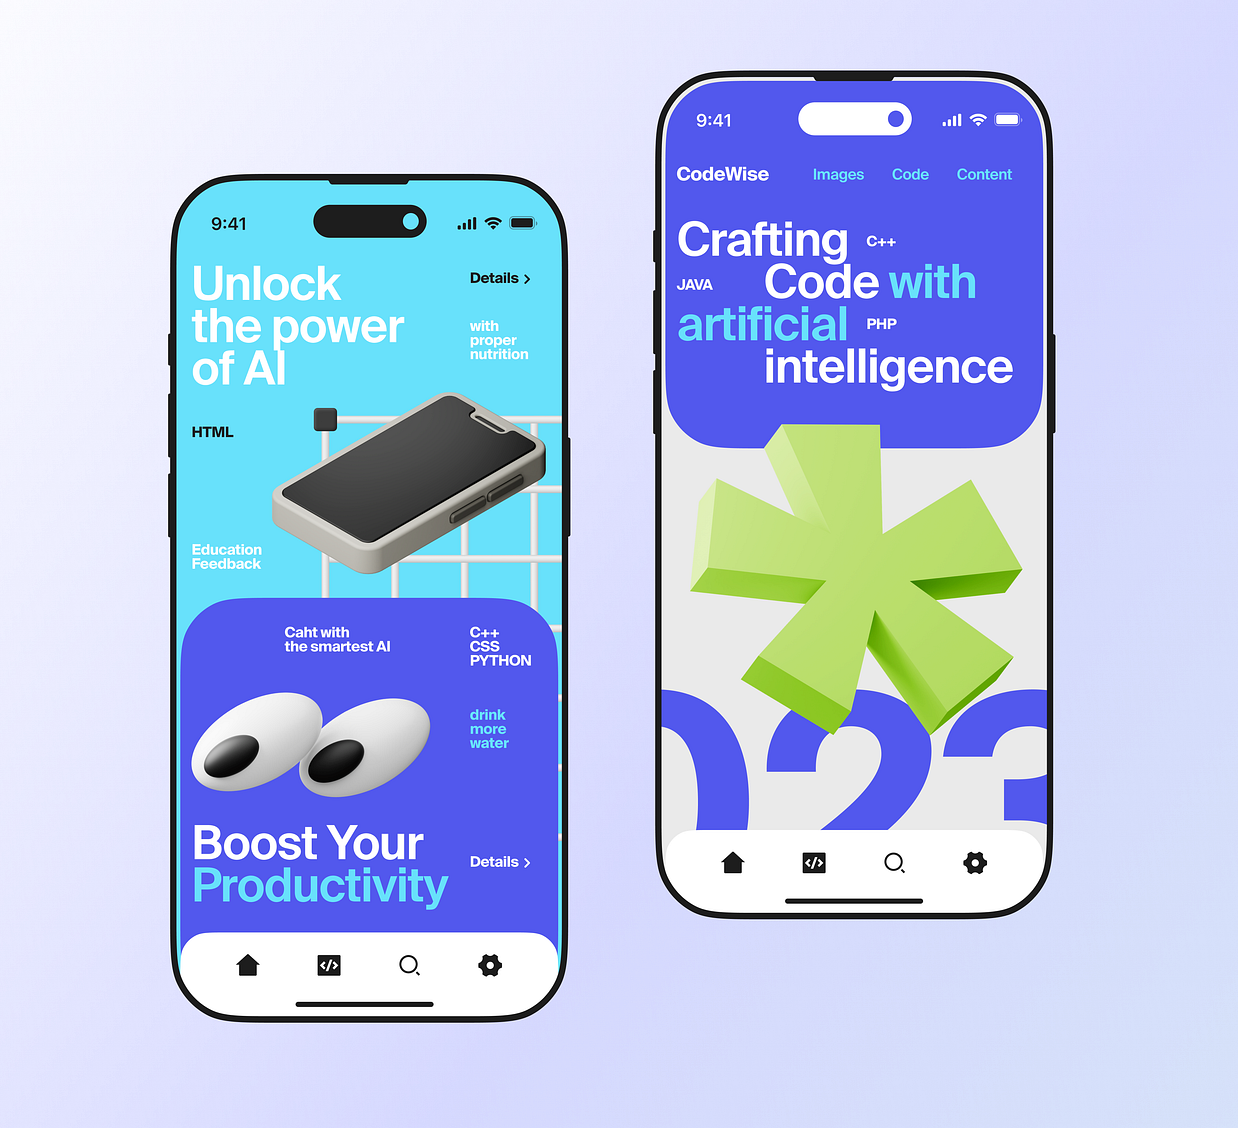 9:41
Unlock
the power
of AI
Details >
with
proper
nutrition
HTML
Education
Feedback
Caht with
the smartest AI
C++
CSS
PYTHON
drink
more
water
Boost Your
Productivity
Details >
</>
9:41
CodeWise
Images
Code
Content
Crafting C++
JAVA Code with
artificial PHP
intelligence
023
</>